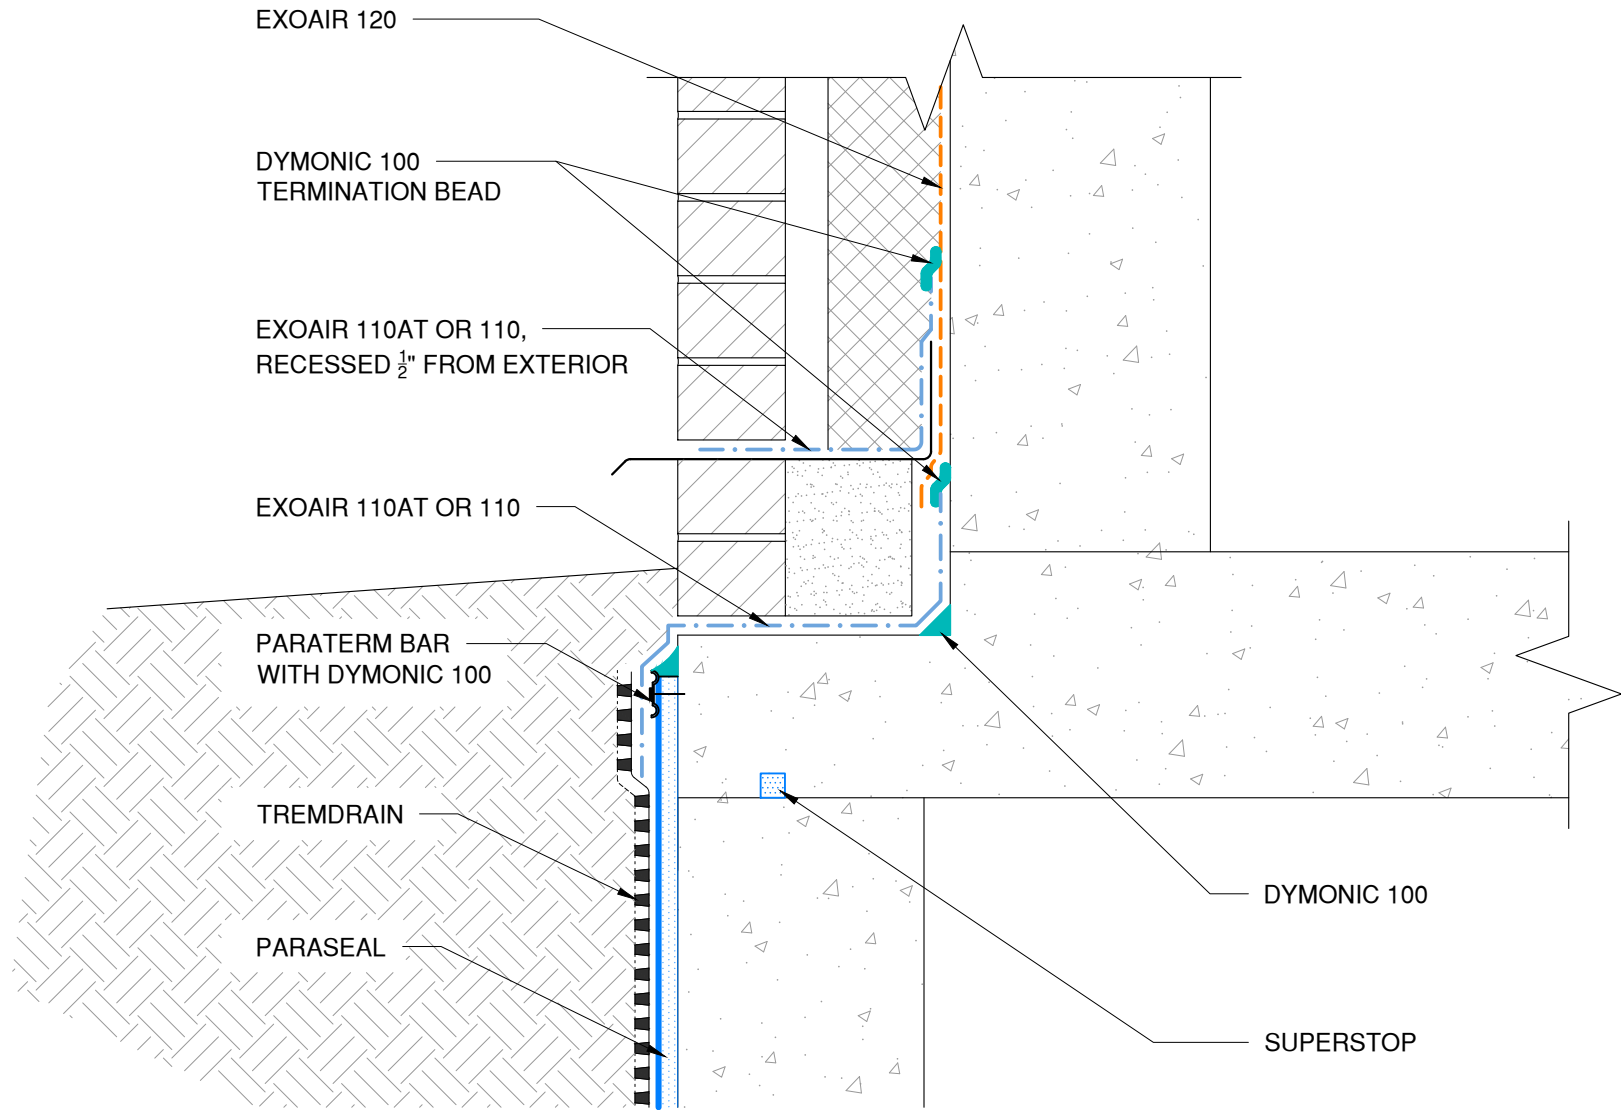 EXOAIR 120
DYMONIC 100
TERMINATION BEAD
EXOAIR 110AT OR 110,
RECESSED 1/2" FROM EXTERIOR
EXOAIR 110AT OR 110
PARATERM BAR
WITH DYMONIC 100
TREMDRAIN
DYMONIC 100
PARASEAL
SUPERSTOP